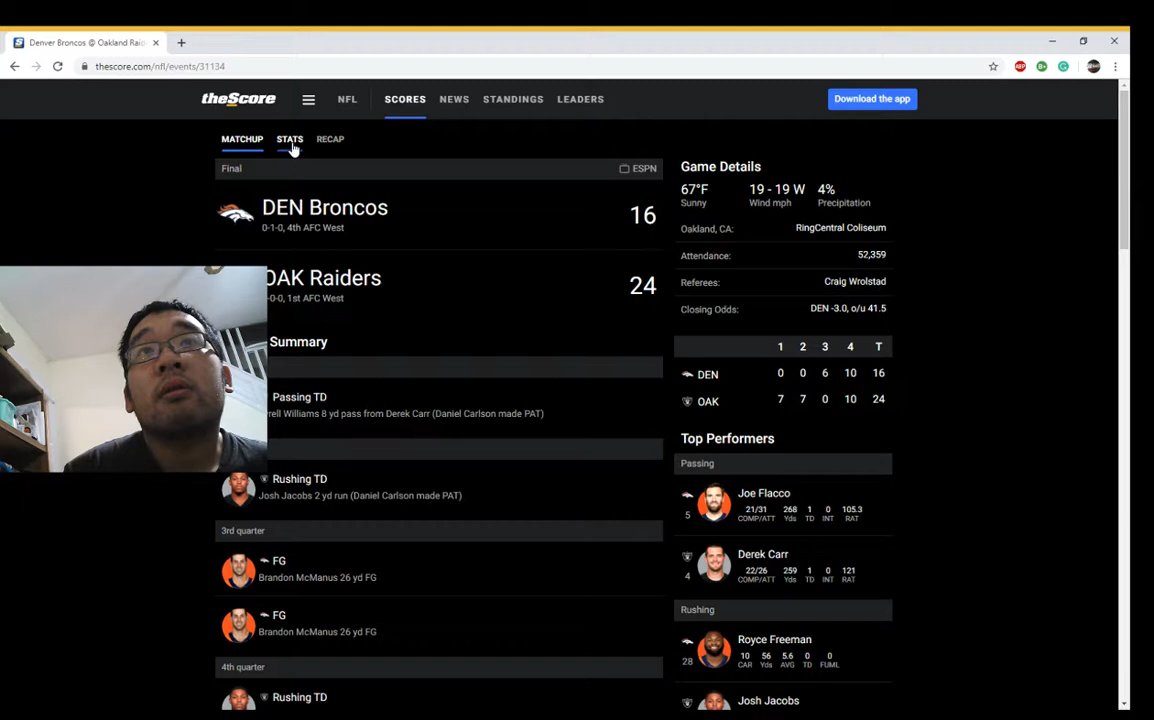 Denver Broncos @ Oakland Raid
thescore.com/nfl/events/31134
theScore
NFL
SCORES
NEWS
STANDINGS
LEADERS
Download the app
MATCHUP
STATS
RECAP
Final
ESPN
DEN Broncos
16
0-1-0, 4th AFC West
OAK Raiders
24
-0-0, 1st AFC West
Summary
Passing TD
rell Williams 8 yd pass from Derek Carr (Daniel Carlson made PAT)
Rushing TD
Josh Jacobs 2 yd run (Daniel Carlson made PAT)
3rd quarter
FG
Brandon McManus 26 yd FG
FG
Brandon McManus 26 yd FG
4th quarter
Rushing TD
Game Details
67°F 19 - 19 W 4%
Sunny Wind mph Precipitation
Oakland, CA: RingCentral Coliseum
Attendance: 52,359
Referees: Craig Wrolstad
Closing Odds: DEN -3.0, o/u 41.5
1 2 3 4 T
DEN 0 0 6 10 16
OAK 7 7 0 10 24
Top Performers
Passing
Joe Flacco
5
21/31 268 1 0 105.3
COMP/ATT Yds TD INT RAT
Derek Carr
4
22/26 259 1 0 121
COMP/ATT Yds TD INT RAT
Rushing
Royce Freeman
28
10 56 5.6 0 0
CAR Yds AVG TD FUML
Josh Jacobs